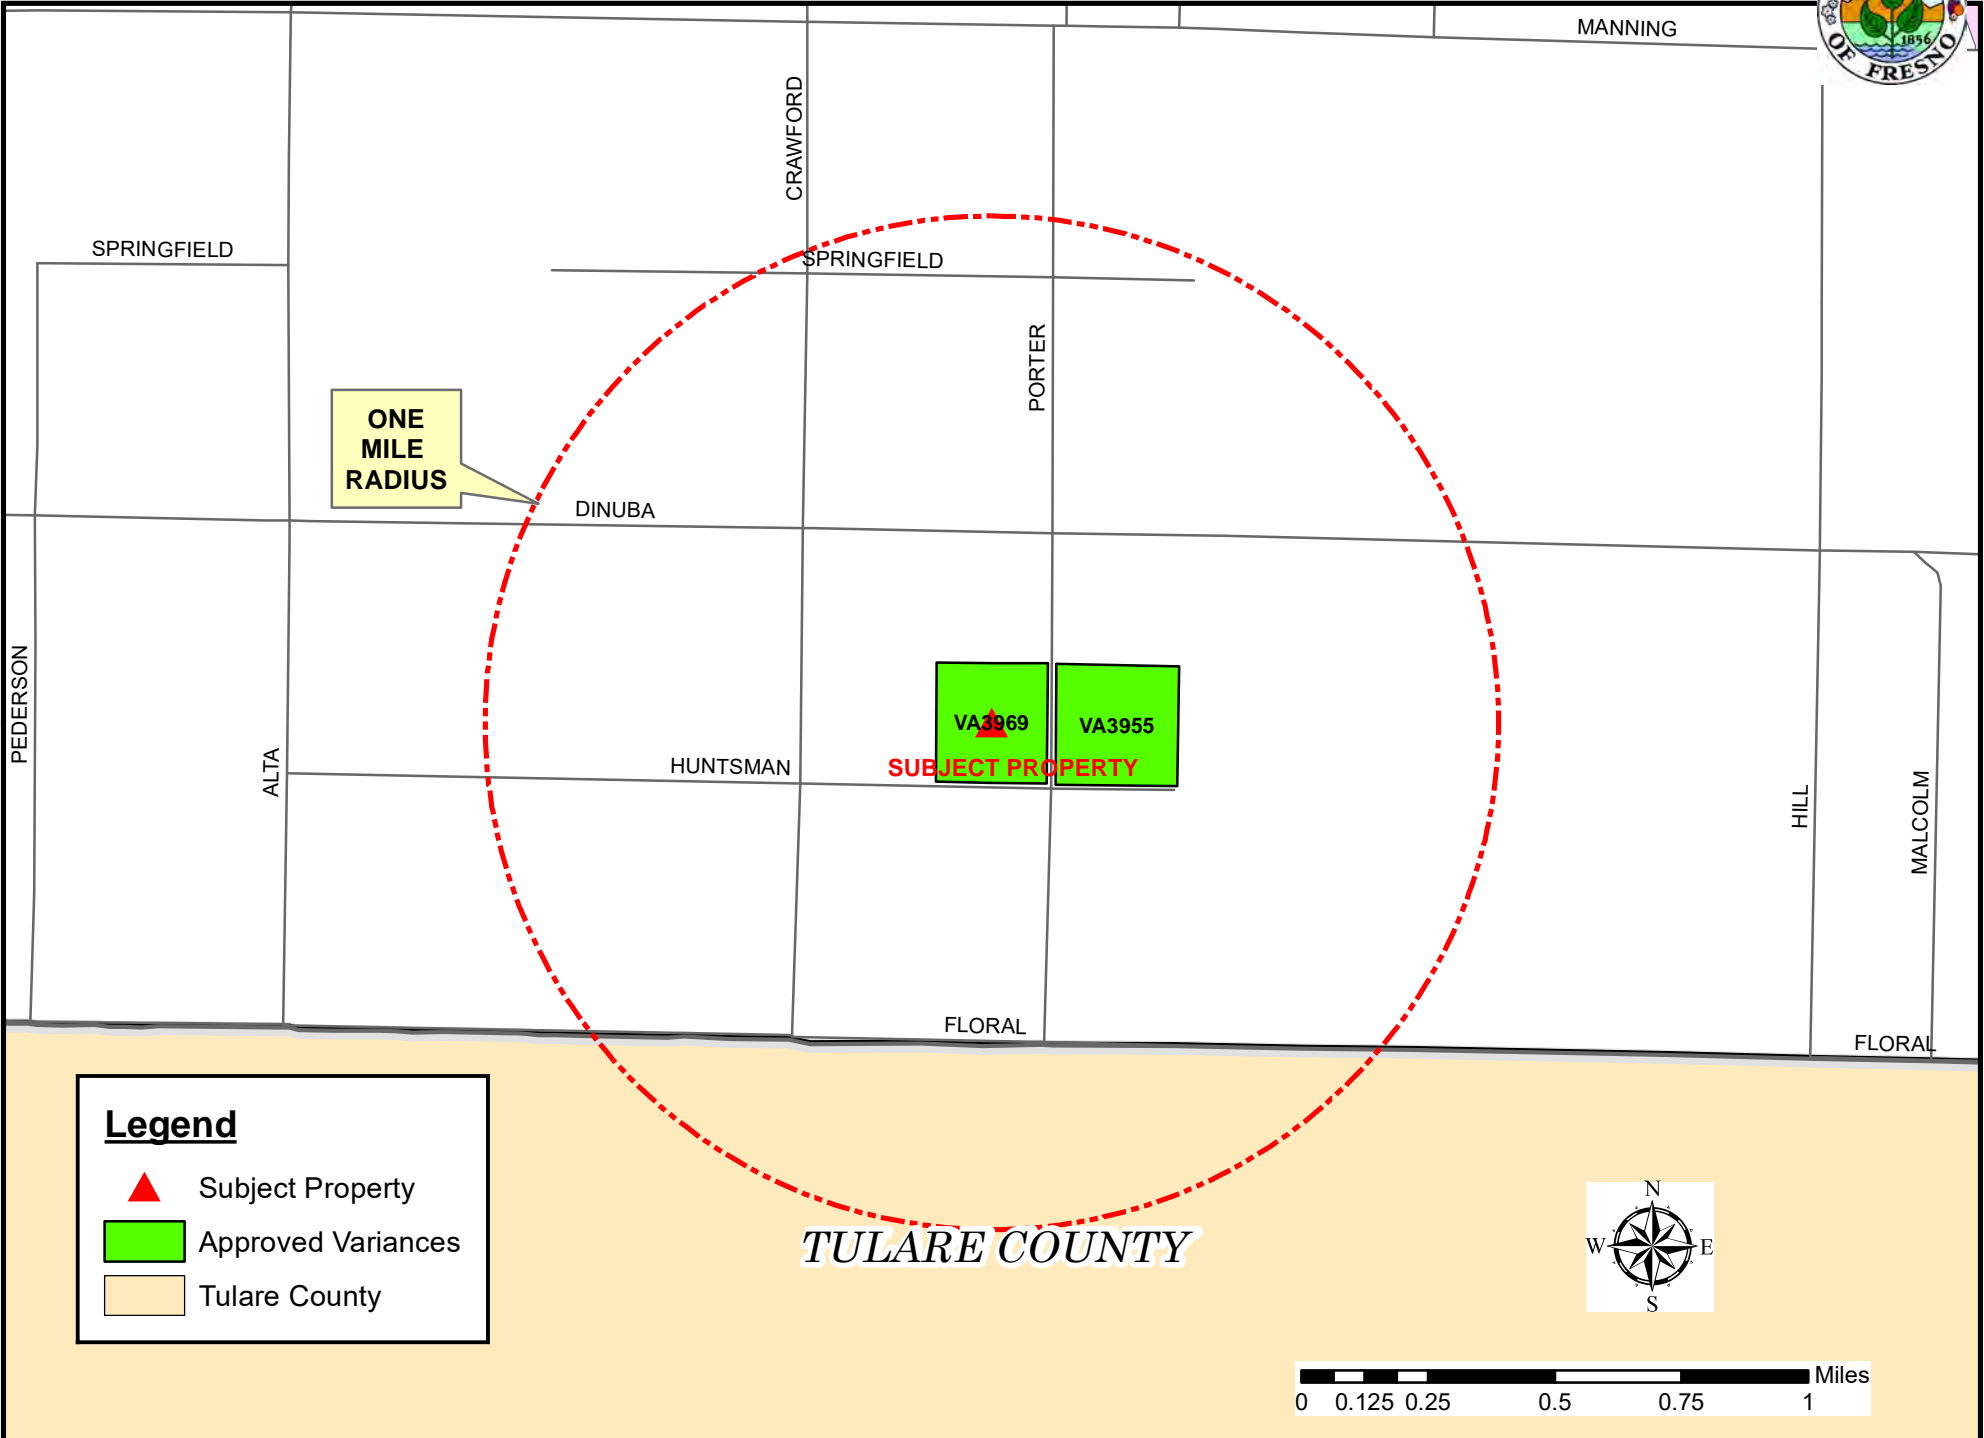 MANNING
1856
OF FRESNO
CRAWFORD
SPRINGFIELD
SPRINGFIELD
PORTER
ONE
MILE
RADIUS
DINUBA
PEDERSON
ALTA
VA3969
VA3955
HUNTSMAN
SUBJECT PROPERTY
HILL
MALCOLM
FLORAL
FLORAL
Legend
Subject Property
Approved Variances
Tulare County
TULARE COUNTY
N
W E
S
Miles
0 0.125 0.25 0.5 0.75 1